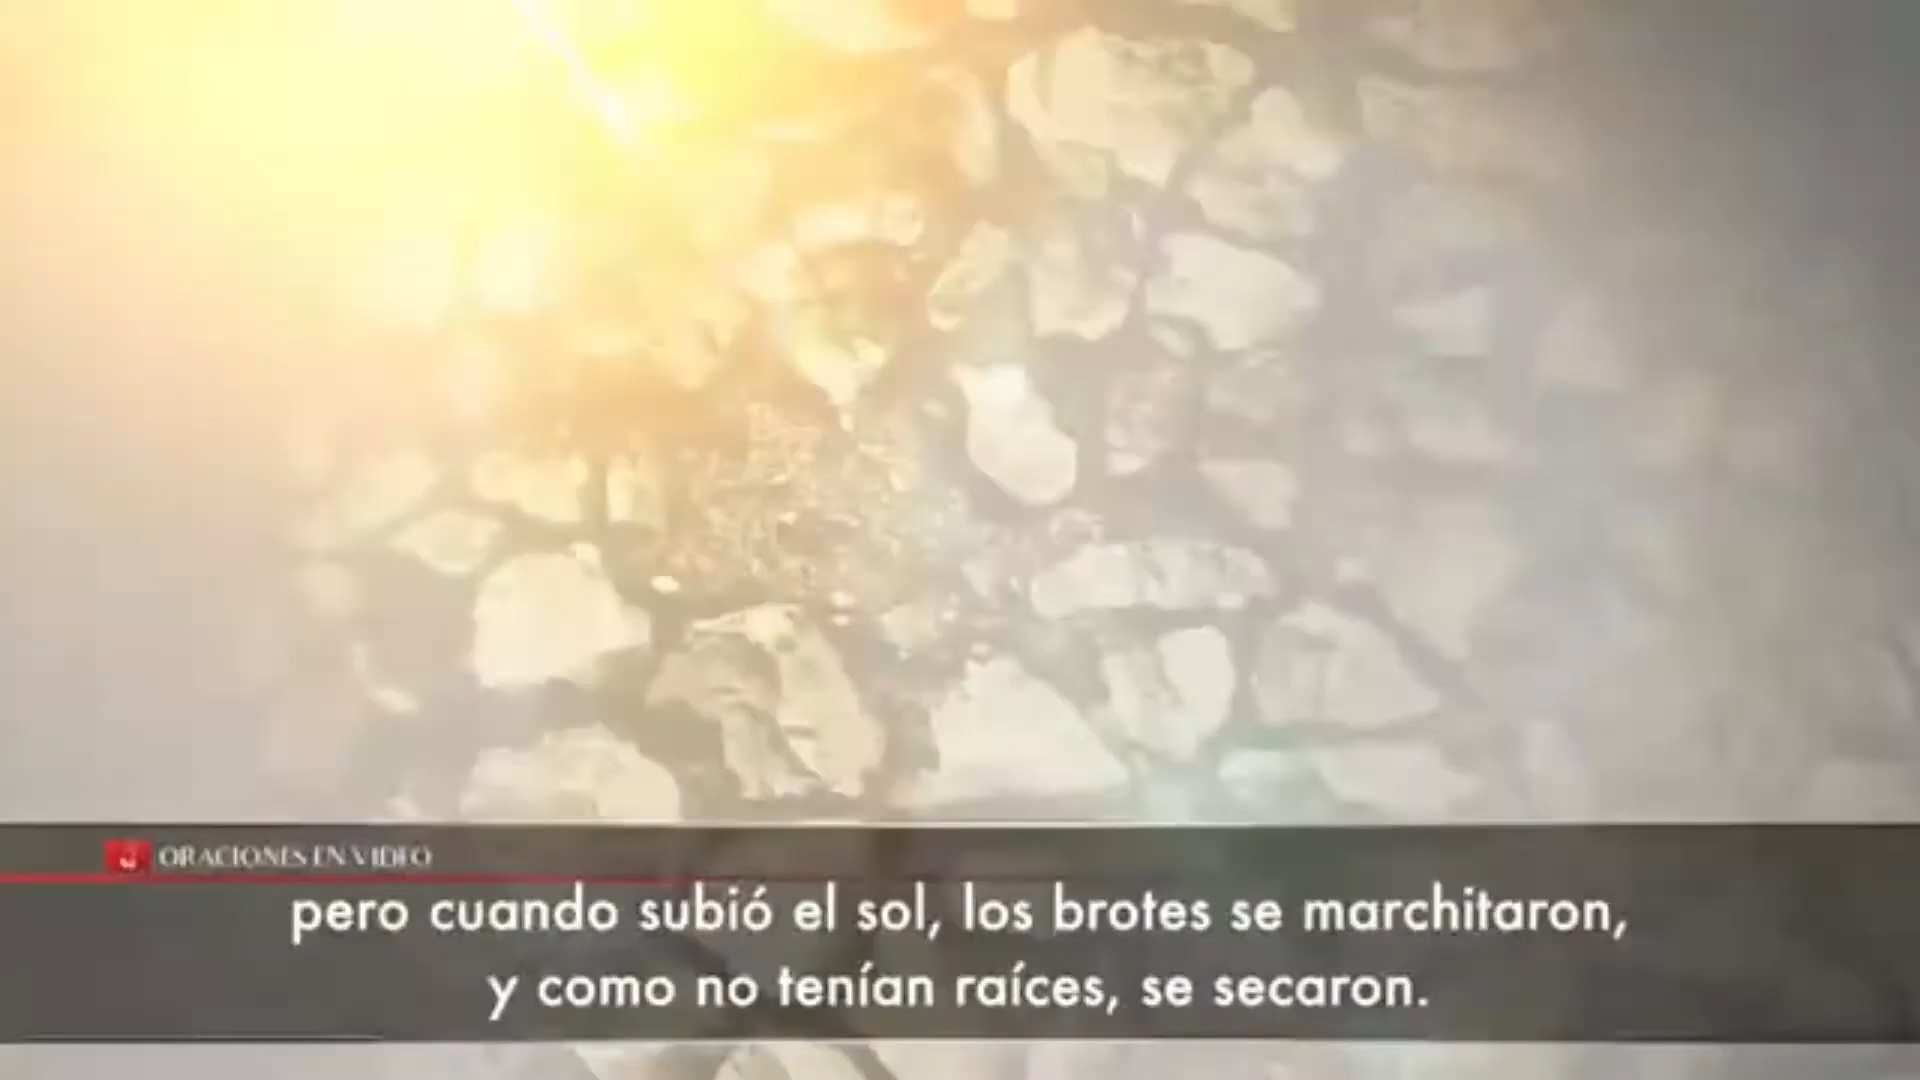 ORACIONES EN VIDEO
pero cuando subió el sol, los brotes se marchitaron,
y como no tenían raíces, se secaron.